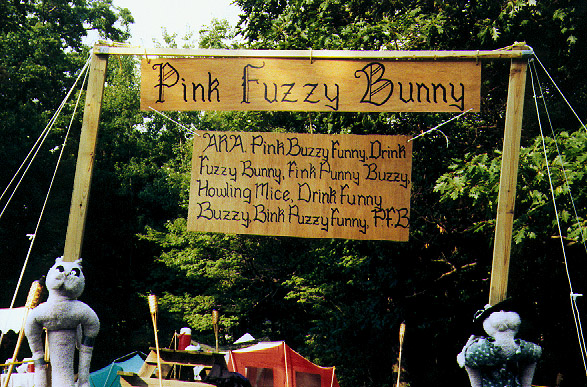 Pink Fuzzy Bunny
AKA. Pink Buzzy Funny, Drink
Fuzzy Bunny, Fink Punny Buzzy,
Howling Mice, Drink Funny
Buzzy, Bink Puzzy Funny, P.F.B